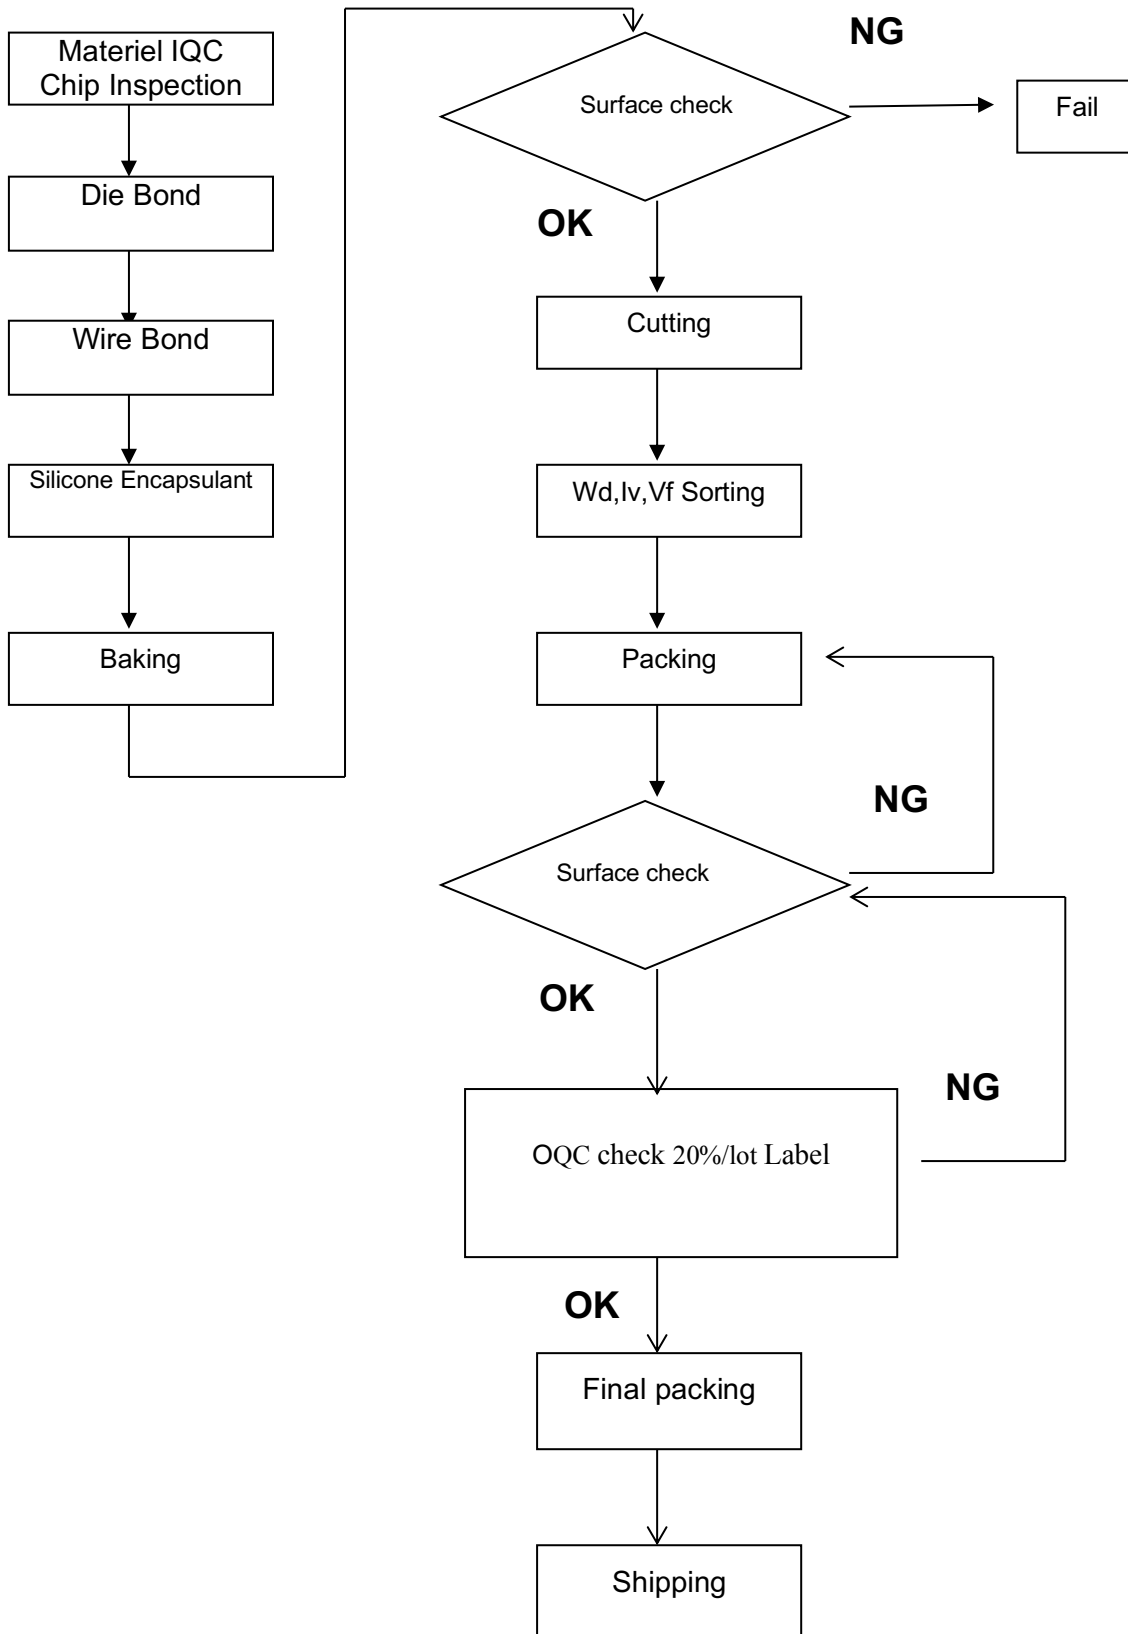 Materiel IQC
Chip Inspection
Die Bond
Wire Bond
Silicone Encapsulant
Baking
Surface check
NG
Fail
OK
Cutting
Wd,Iv,Vf Sorting
Packing
NG
Surface check
OK
NG
OQC check 20%/lot Label
OK
Final packing
Shipping